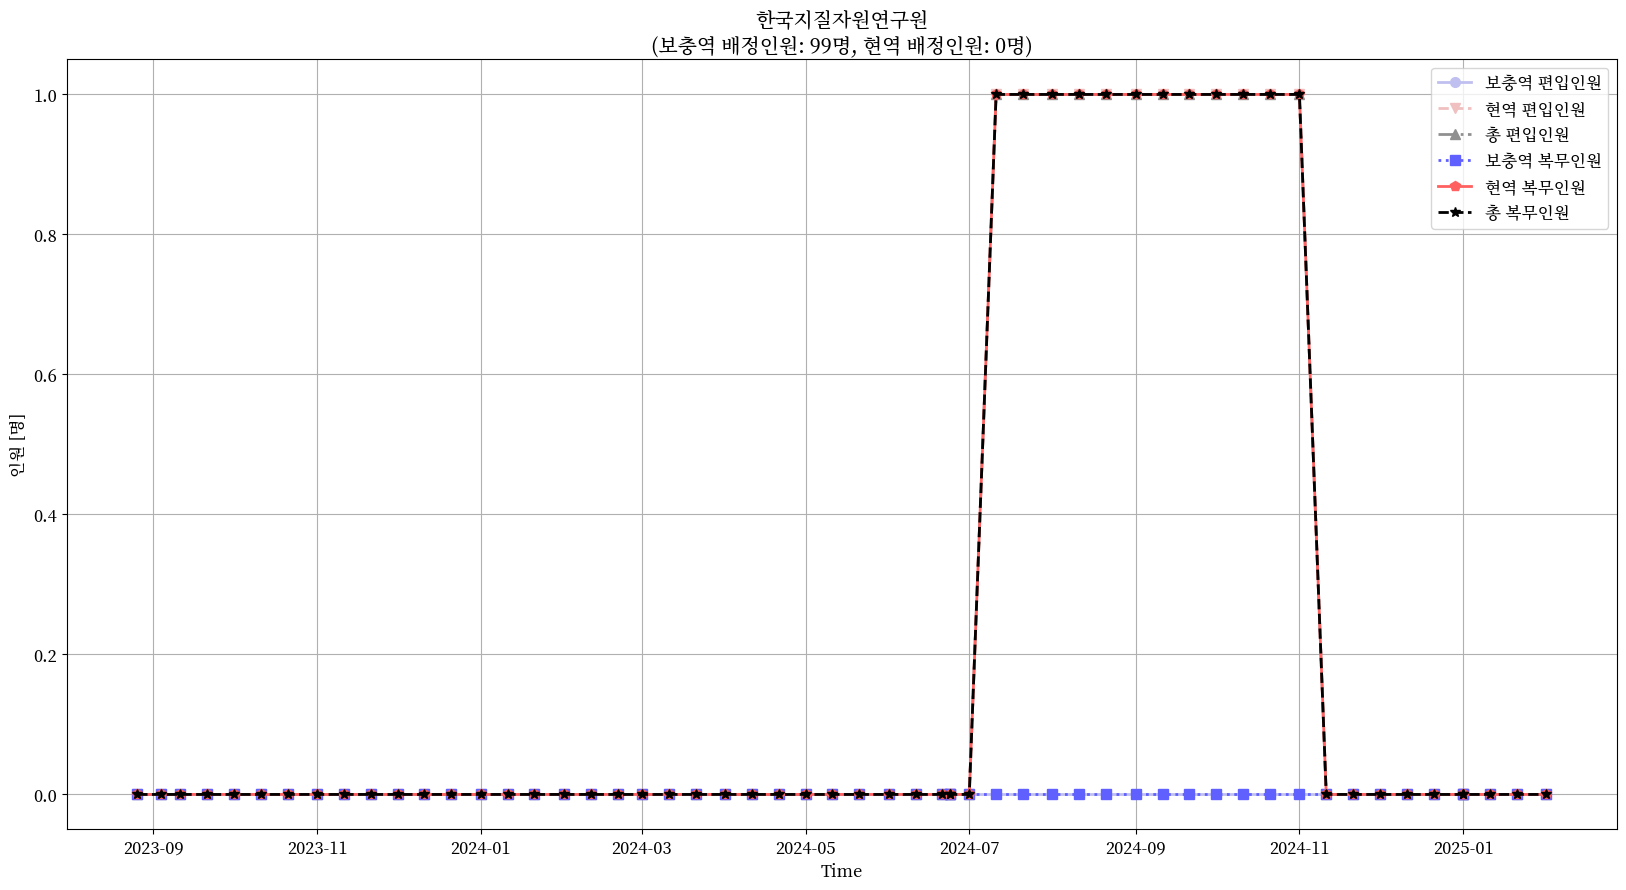 한국지질자원연구원
(보충역 배정인원: 99명, 현역 배정인원: 0명)
보충역 편입인원
현역 편입인원
총 편입인원
보충역 복무인원
현역 복무인원
총 복무인원
인원 [명]
1.0
0.8
0.6
0.4
0.2
0.0
2023-09
2023-11
2024-01
2024-03
2024-05
2024-07
2024-09
2024-11
2025-01
Time